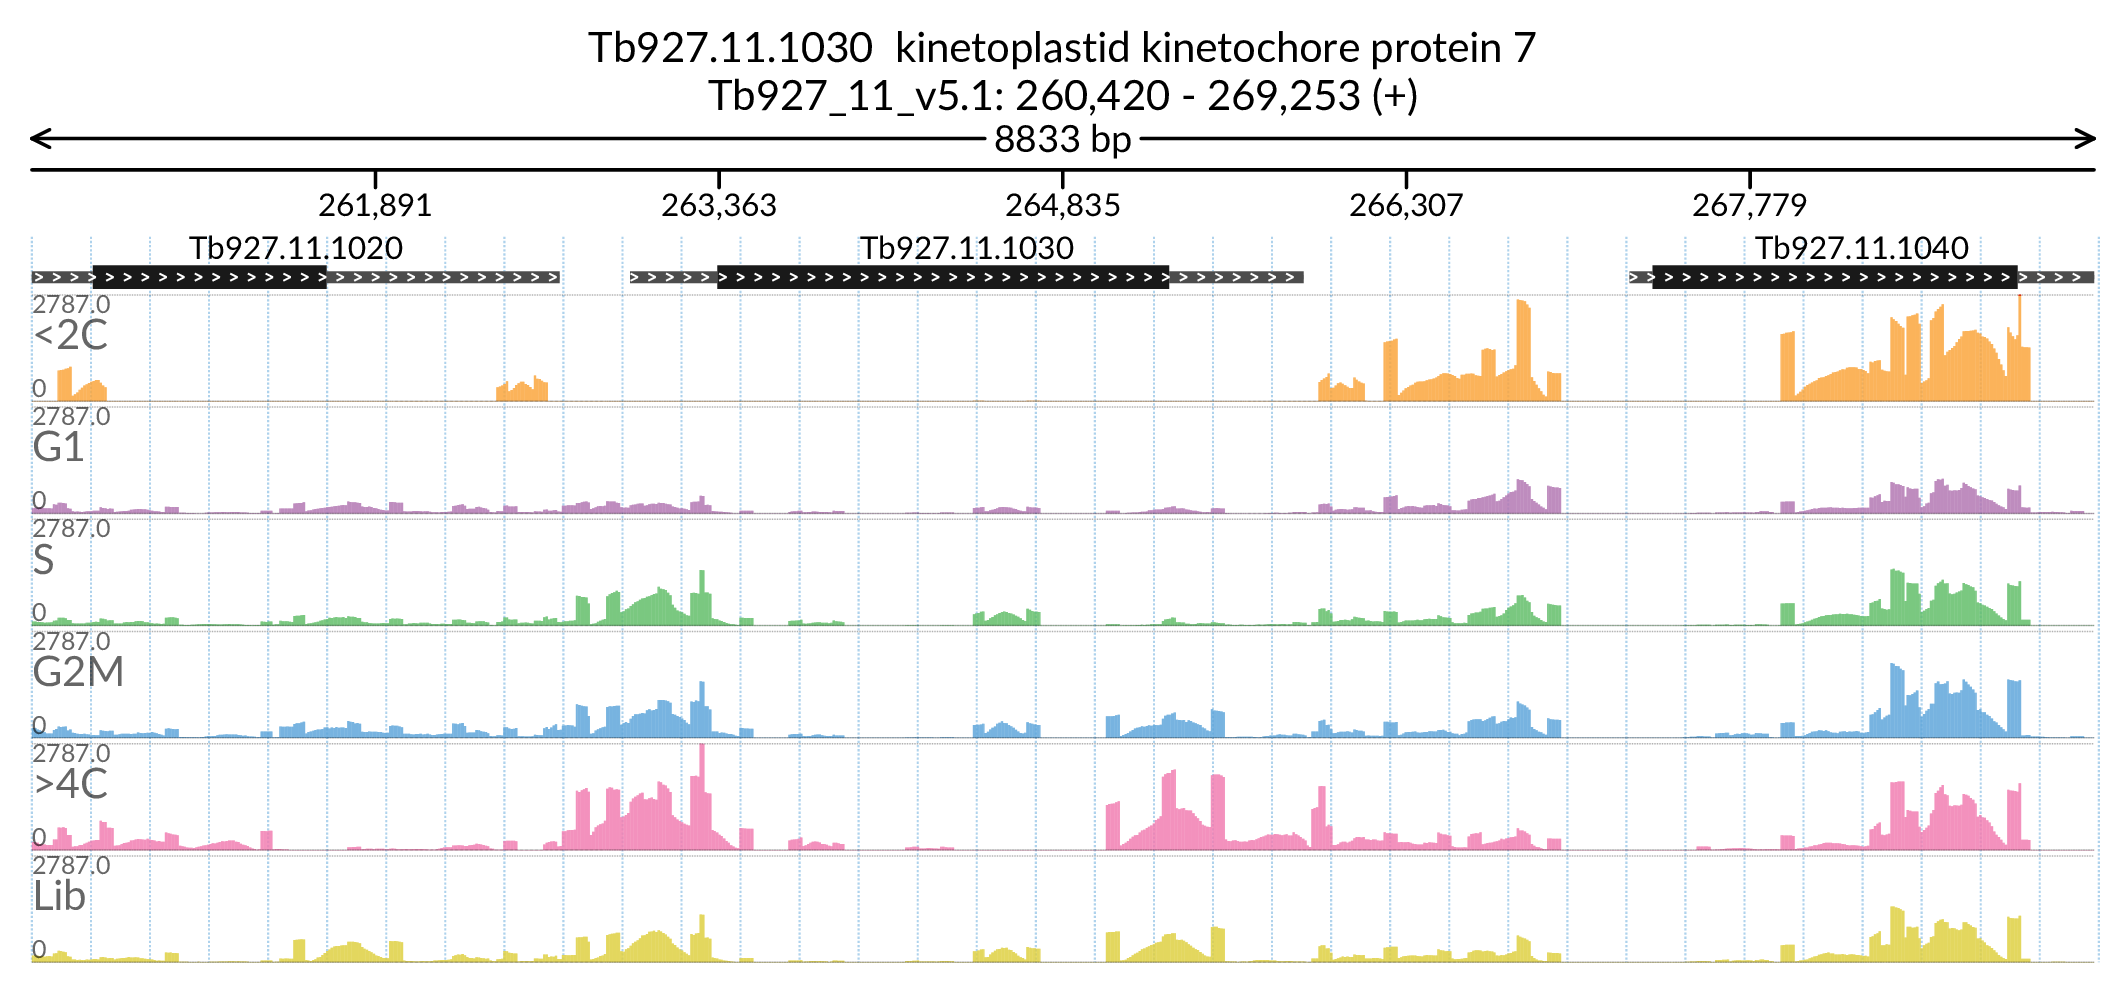 Tb927.11.1030 kinetoplastid kinetochore protein 7
Tb927_11_v5.1: 260,420 - 269,253 (+)
8833 bp
261,891 263,363 264,835 266,307 267,779
Tb927.11.1020 Tb927.11.1030 Tb927.11.1040
2787.0
<2C
0
2787.0
G1
0
2787.0
S
0
2787.0
G2M
0
2787.0
>4C
0
2787.0
Lib
0